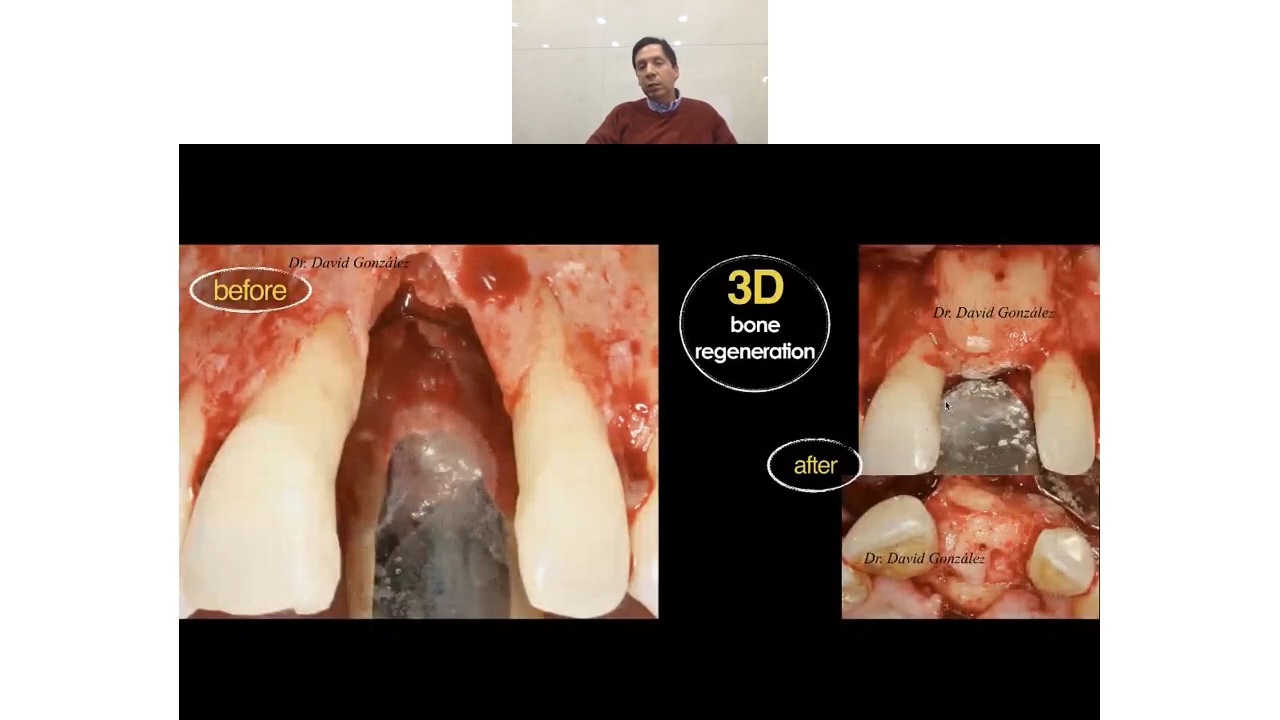 Dr. David González
before
3D
bone
regeneration
Dr. David González
after
Dr. David González